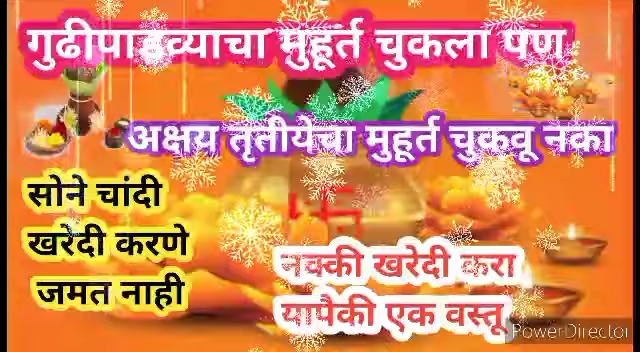 गुढीपाडव्याचा मुहूर्त चुकला पण
अक्षय तृतीयेचा मुहूर्त चुकवू नका
सोने चांदी
खरेदी करणे
जमत नाही
नक्की खरेदी करा
यापैकी एक वस्तू
PowerDirector